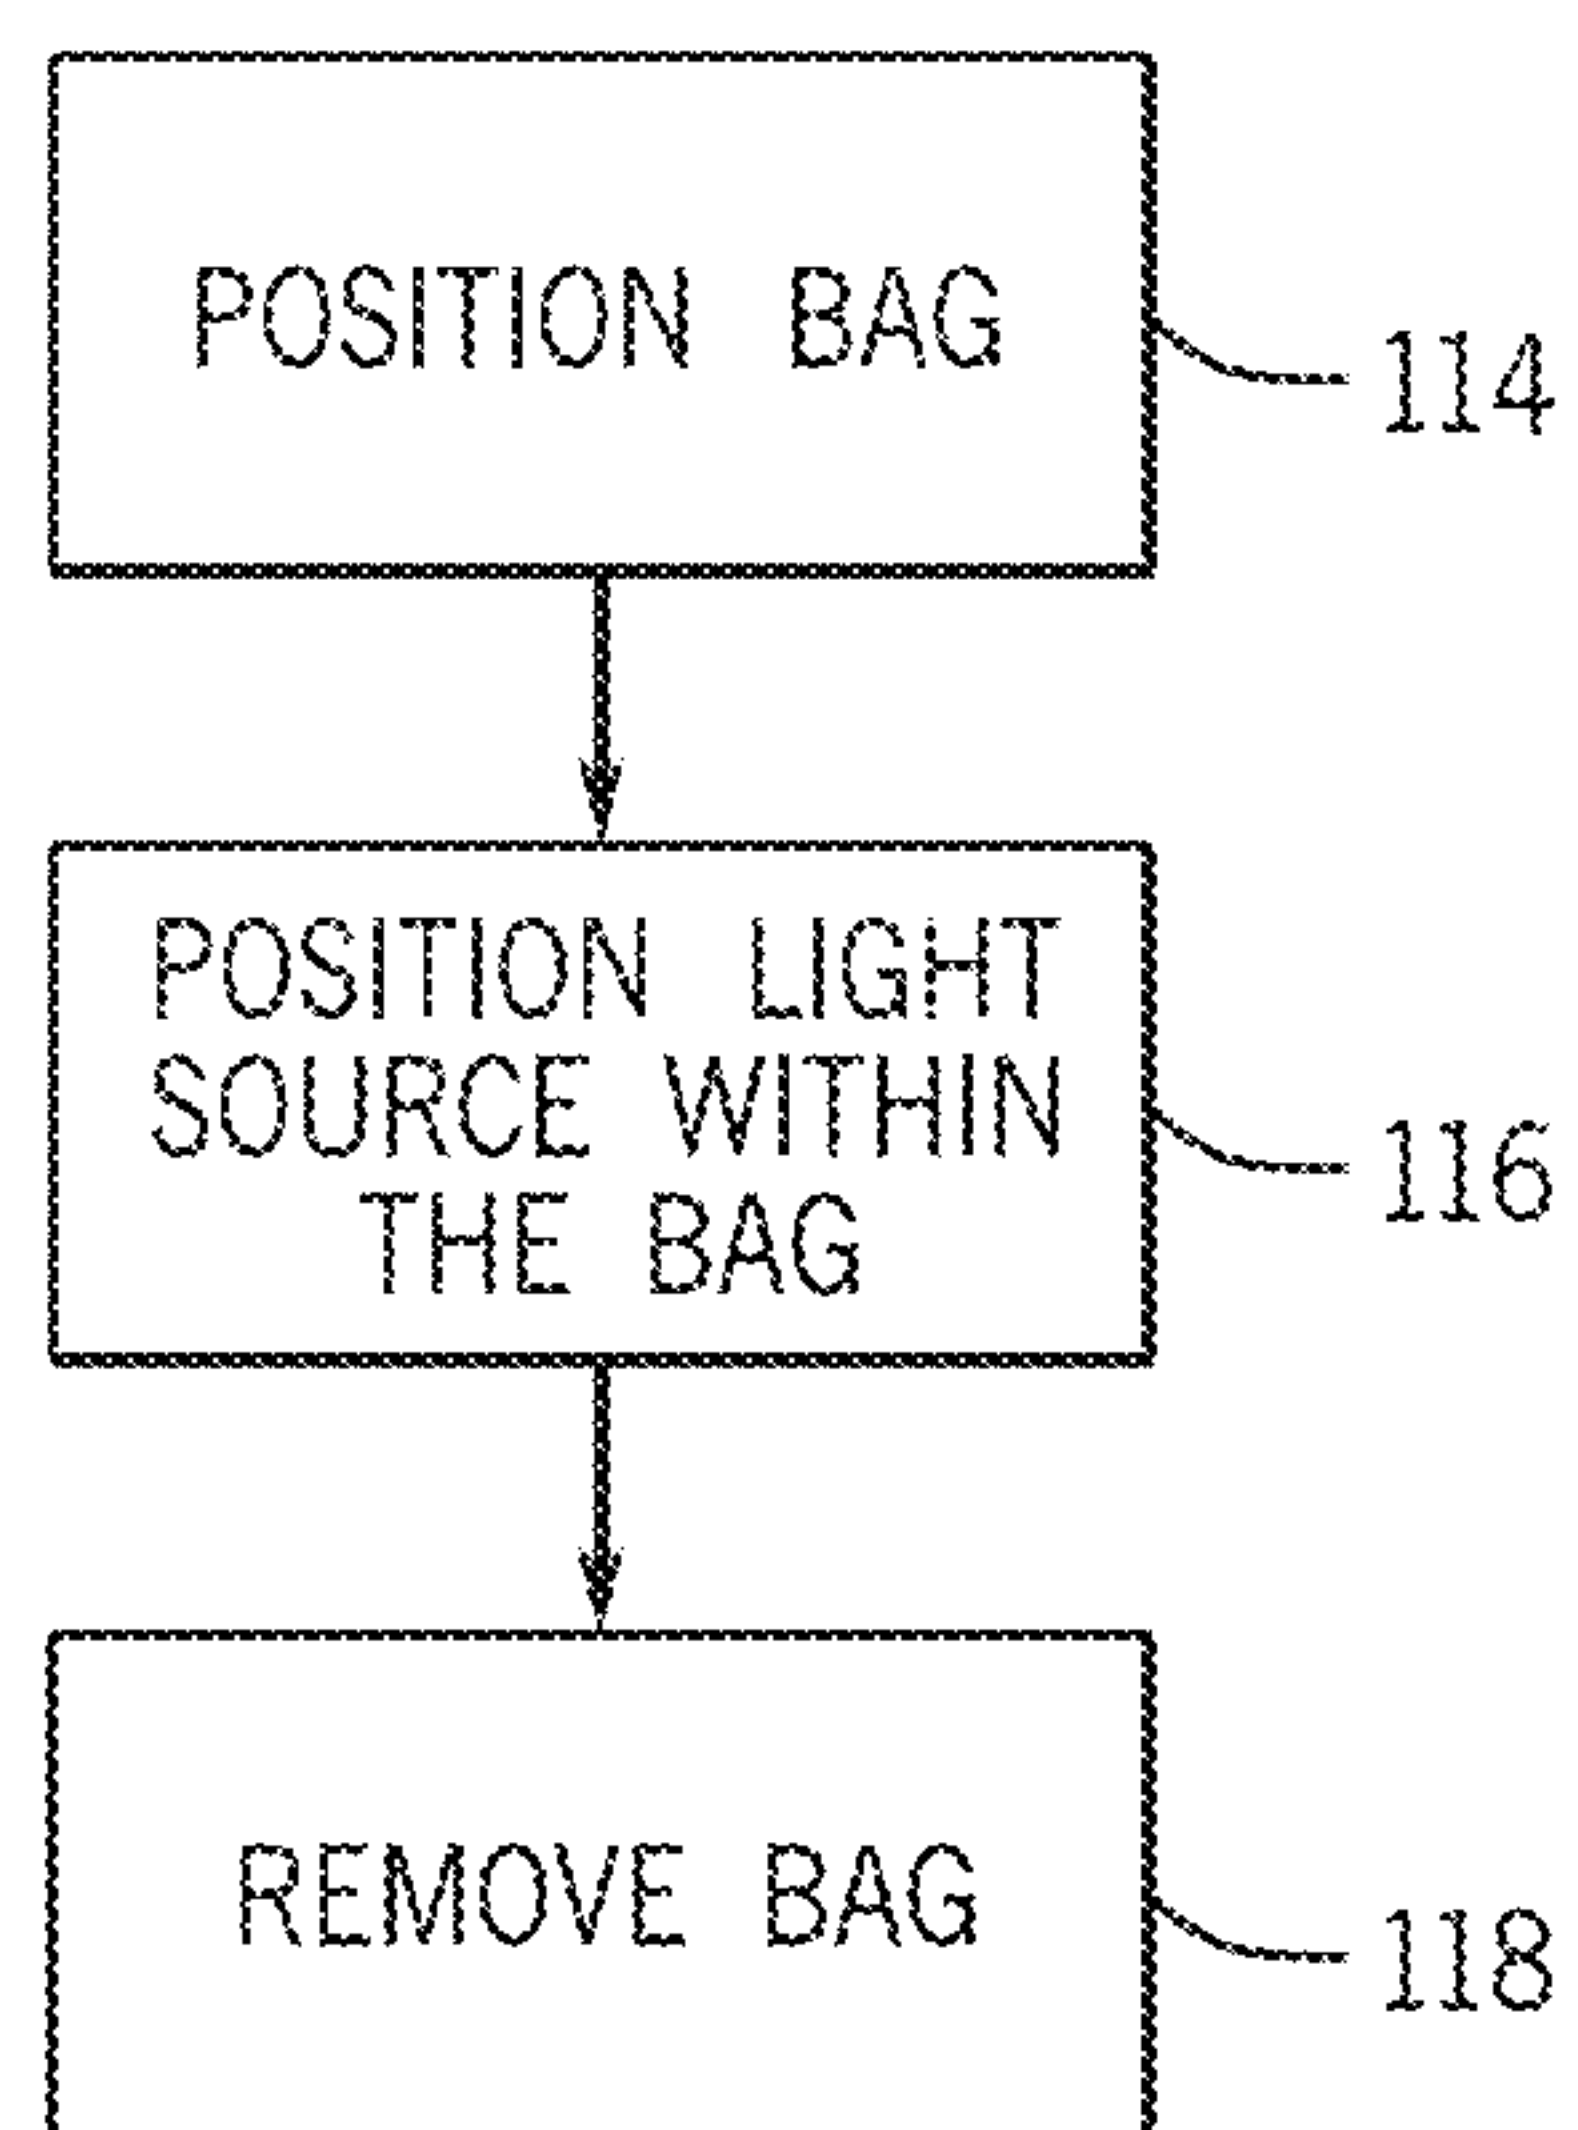 POSITION BAG
114
POSITION LIGHT
SOURCE WITHIN
THE BAG
116
REMOVE BAG
118